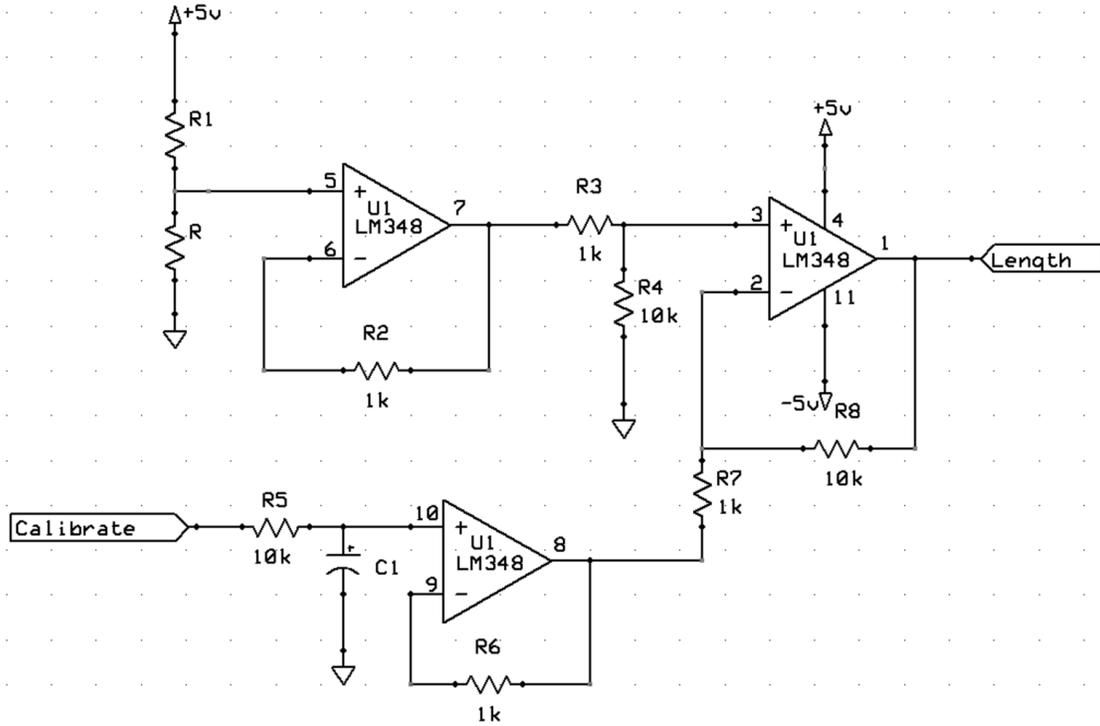 +5v
R1
R
5
+
U1
LM348
7
6
−
R2
1k
R3
1k
R4
10k
+5v
3
+
4
U1
LM348
1
2
−
11
Length
-5v
R8
10k
R7
1k
Calibrate
R5
10k
C1
+
10
+
U1
LM348
8
9
−
R6
1k